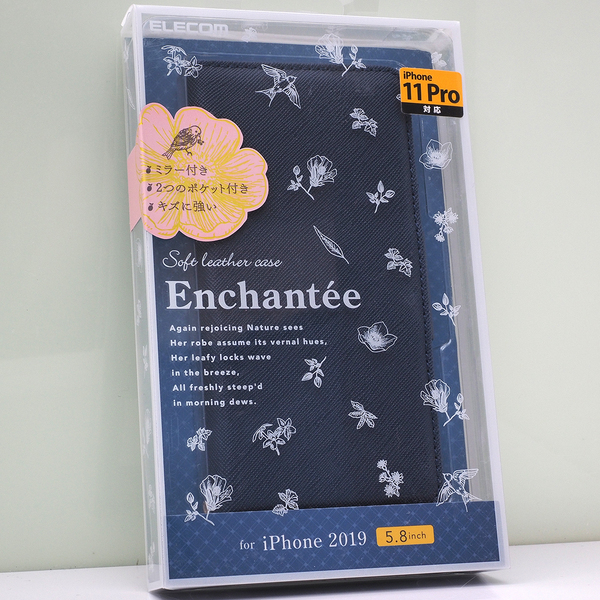 ELECOM
iPhone
11 Pro
対応
ミラー付き
2つのポケット付き
キズに強い
Soft leather case
Enchantée
Again rejoicing Nature sees
Her robe assume its vernal hues,
Her leafy locks wave
in the breeze,
All freshly steep'd
in morning dews.
for iPhone 2019 5.8inch